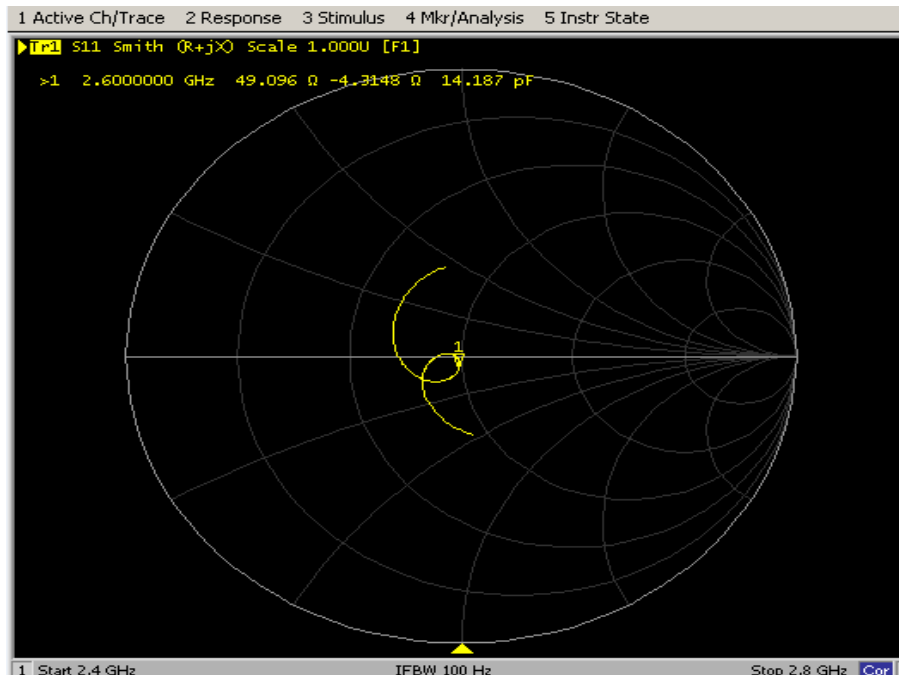 1 Active Ch/Trace 2 Response 3 Stimulus 4 Mkr/Analysis 5 Instr State
Tr1 S11 Smith (R+jX) Scale 1.000U [F1]
>1 2.6000000 GHz 49.096 Ω -4.3148 Ω 14.187 pF
1
1 Start 2.4 GHz IFBW 100 Hz Stop 2.8 GHz Cor